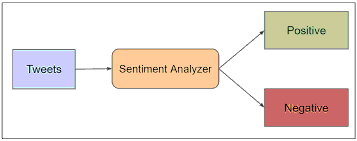 Positive
Tweets
Sentiment Analyzer
Negative